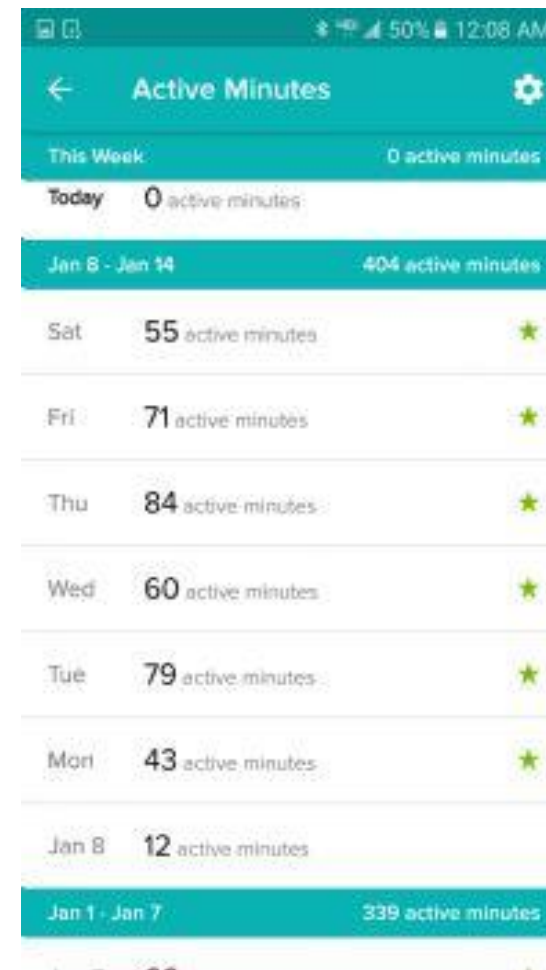 50% 12:08 AM
Active Minutes
This Week 0 active minutes
Today 0 active minutes
Jan 8 - Jan 14 404 active minutes
Sat 55 active minutes
Fri 71 active minutes
Thu 84 active minutes
Wed 60 active minutes
Tue 79 active minutes
Mon 43 active minutes
Jan 8 12 active minutes
Jan 1 - Jan 7 339 active minutes